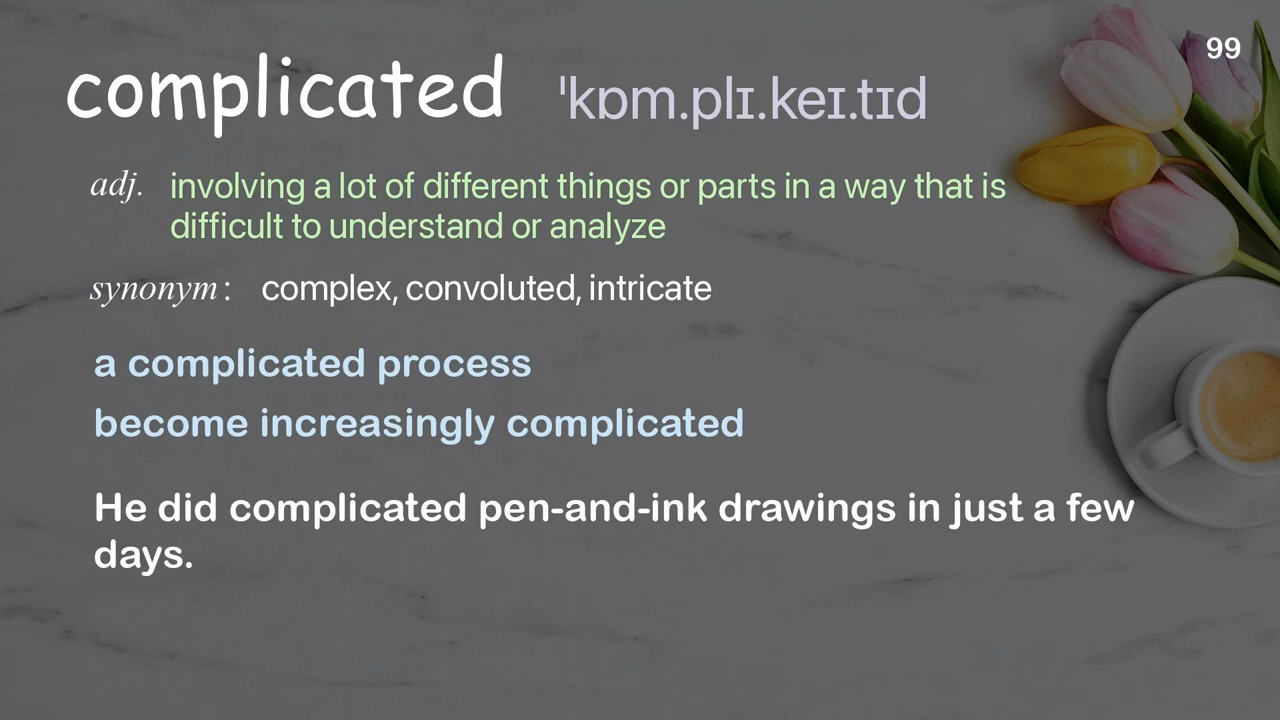 99
complicated ˈkɒm.plɪ.keɪ.tɪd
adj. involving a lot of different things or parts in a way that is
difficult to understand or analyze
synonym : complex, convoluted, intricate
a complicated process
become increasingly complicated
He did complicated pen-and-ink drawings in just a few
days.